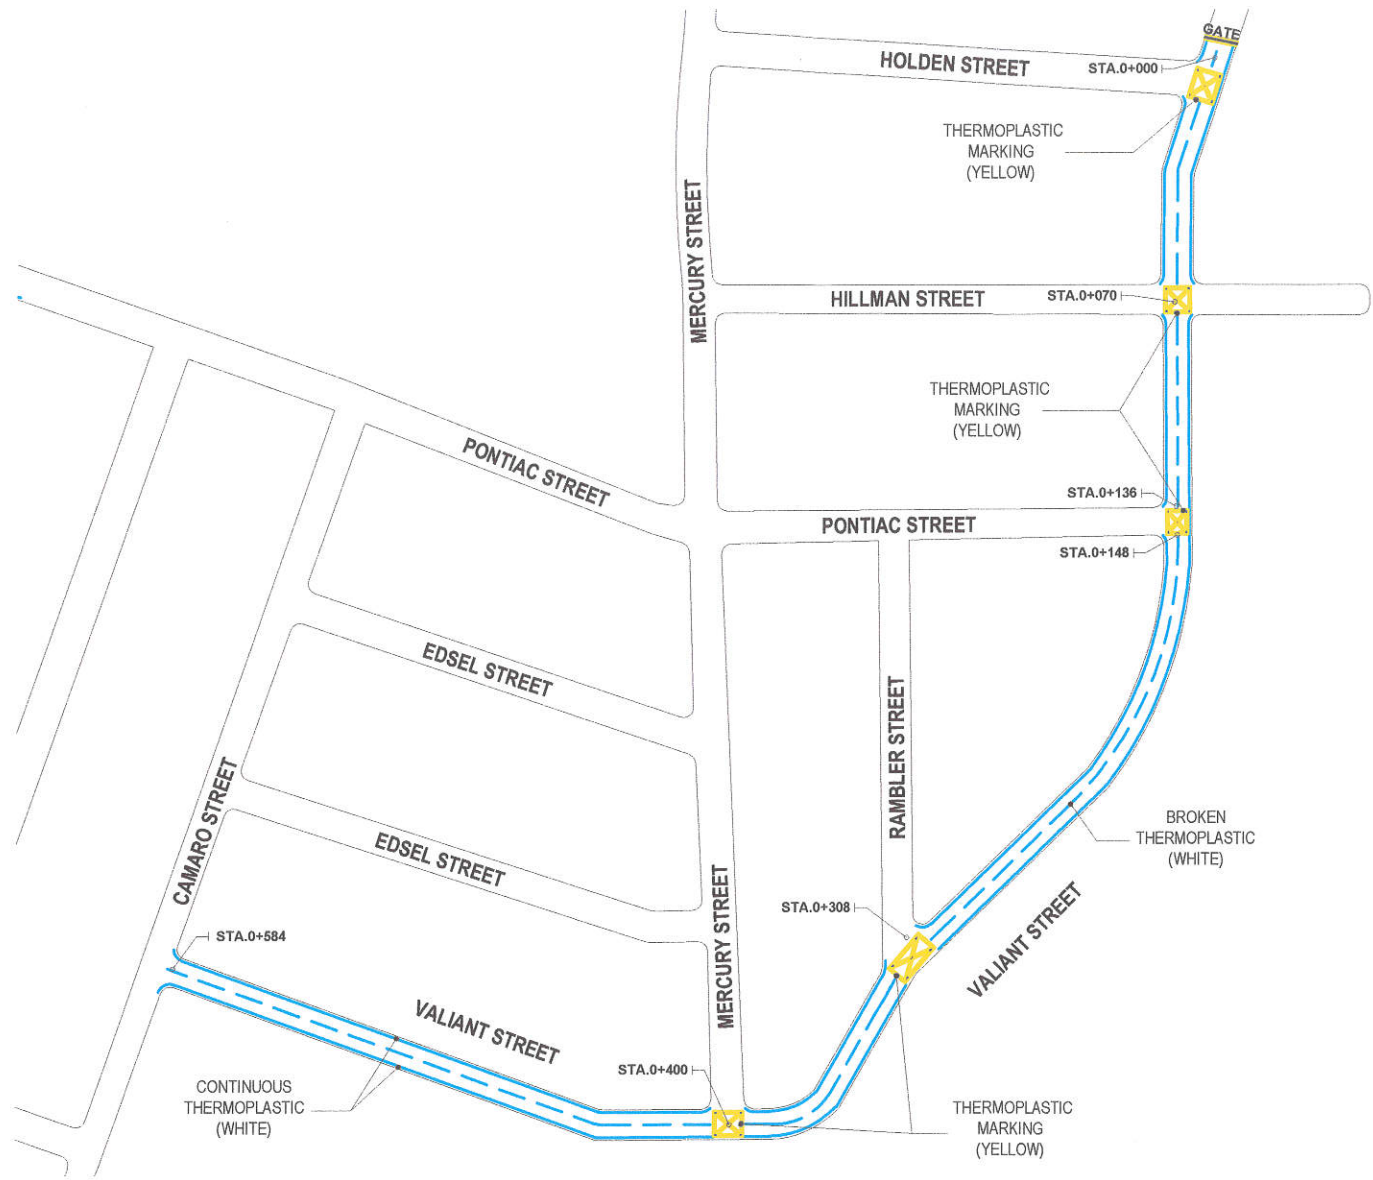 GATE
HOLDEN STREET
STA.0+000
THERMOPLASTIC
MARKING
(YELLOW)
MERCURY STREET
HILLMAN STREET
STA.0+070
THERMOPLASTIC
MARKING
(YELLOW)
PONTIAC STREET
STA.0+136
PONTIAC STREET
STA.0+148
EDSEL STREET
RAMBLER STREET
CAMARO STREET
BROKEN
THERMOPLASTIC
(WHITE)
EDSEL STREET
MERCURY STREET
STA.0+308
VALIANT STREET
STA.0+584
VALIANT STREET
STA.0+400
CONTINUOUS
THERMOPLASTIC
(WHITE)
THERMOPLASTIC
MARKING
(YELLOW)